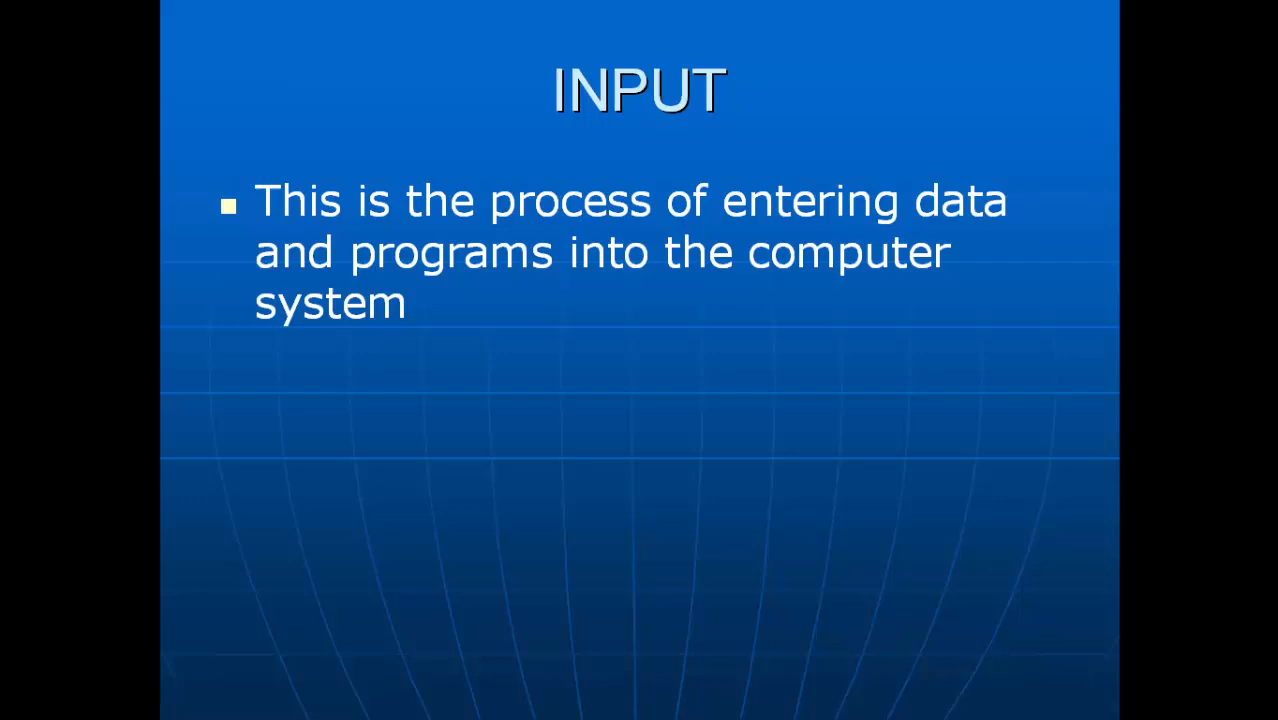 INPUT
This is the process of entering data
and programs into the computer
system